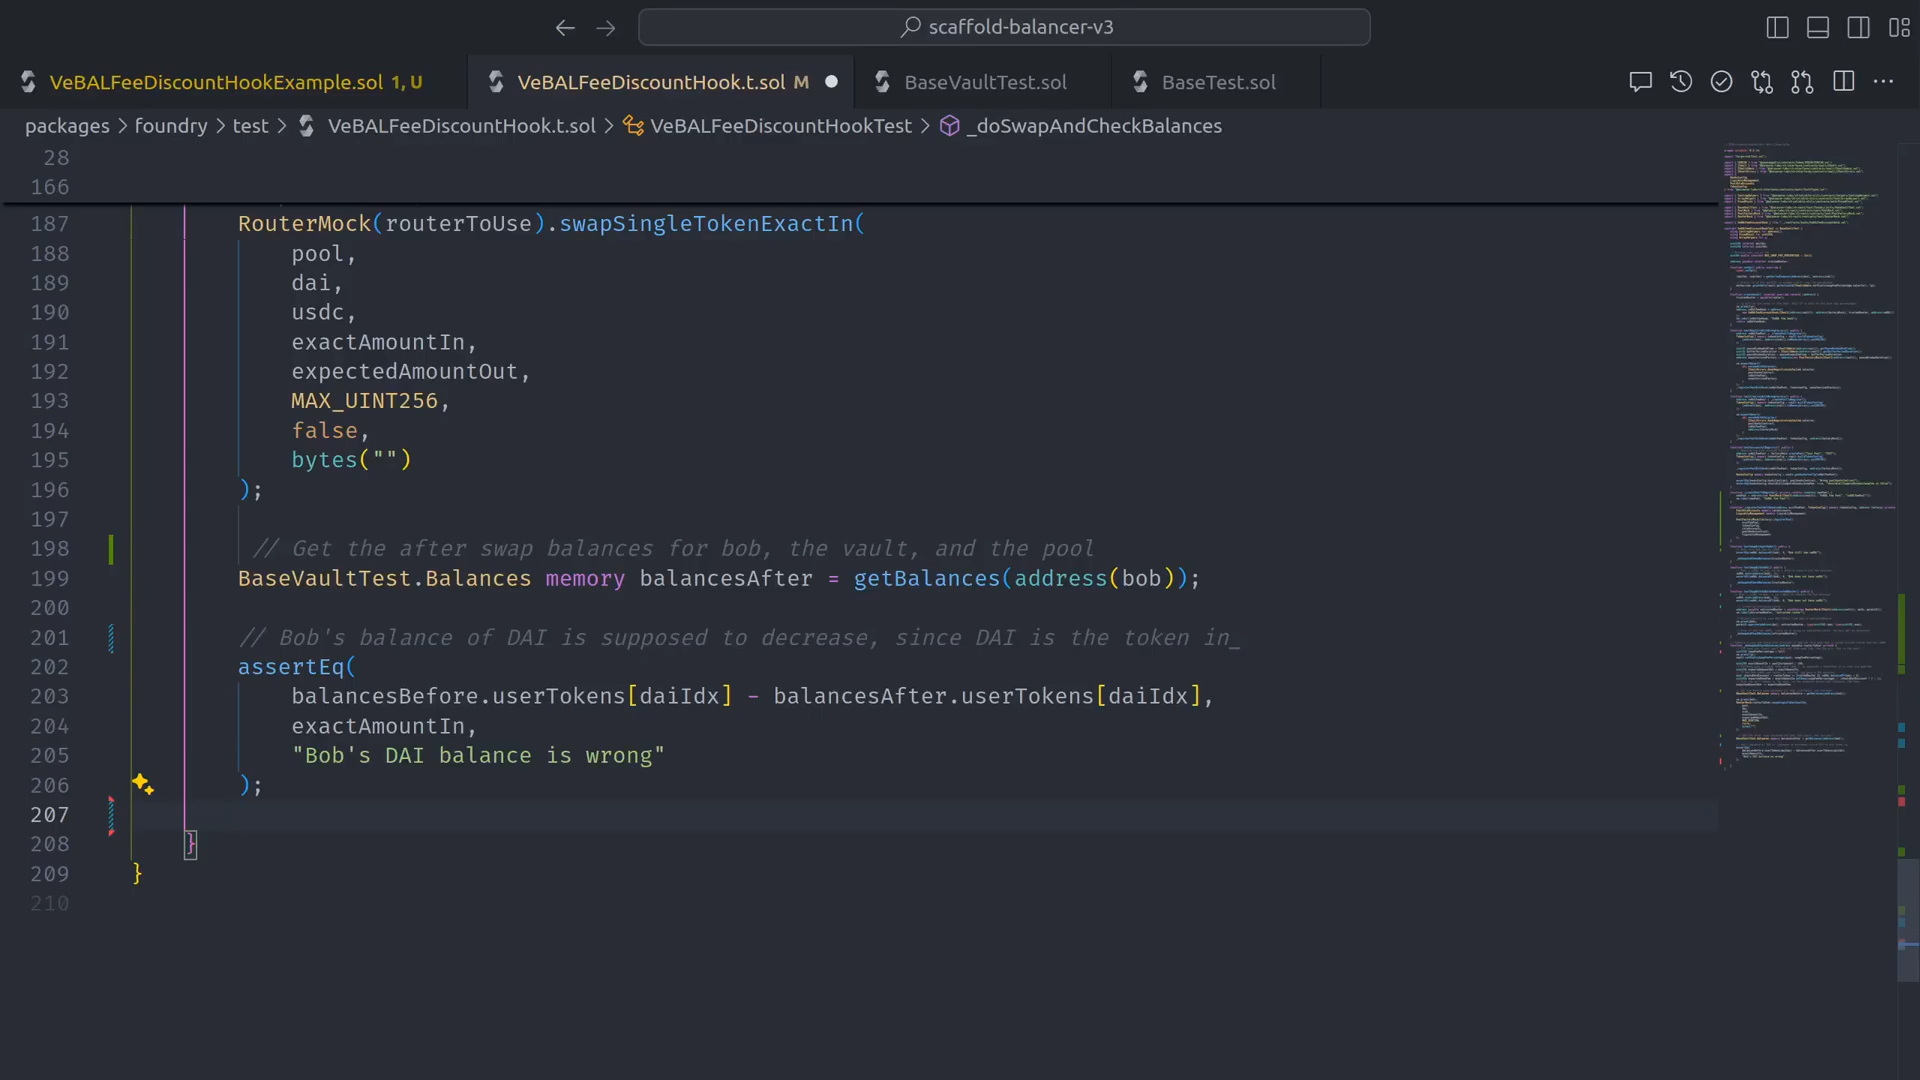 scaffold-balancer-v3
VeBALFeeDiscountHookExample.sol 1, U
VeBALFeeDiscountHook.t.sol M
BaseVaultTest.sol
BaseTest.sol
packages > foundry > test > VeBALFeeDiscountHook.t.sol > VeBALFeeDiscountHookTest > _doSwapAndCheckBalances
28
166
187 RouterMock(routerToUse).swapSingleTokenExactIn(
188 pool,
189 dai,
190 usdc,
191 exactAmountIn,
192 expectedAmountOut,
193 MAX_UINT256,
194 false,
195 bytes("")
196 );
197
198 // Get the after swap balances for bob, the vault, and the pool
199 BaseVaultTest.Balances memory balancesAfter = getBalances(address(bob));
200
201 // Bob's balance of DAI is supposed to decrease, since DAI is the token in_
202 assertEq(
203 balancesBefore.userTokens[daiIdx] - balancesAfter.userTokens[daiIdx],
204 exactAmountIn,
205 "Bob's DAI balance is wrong"
206 );
207
208 }
209 }
210